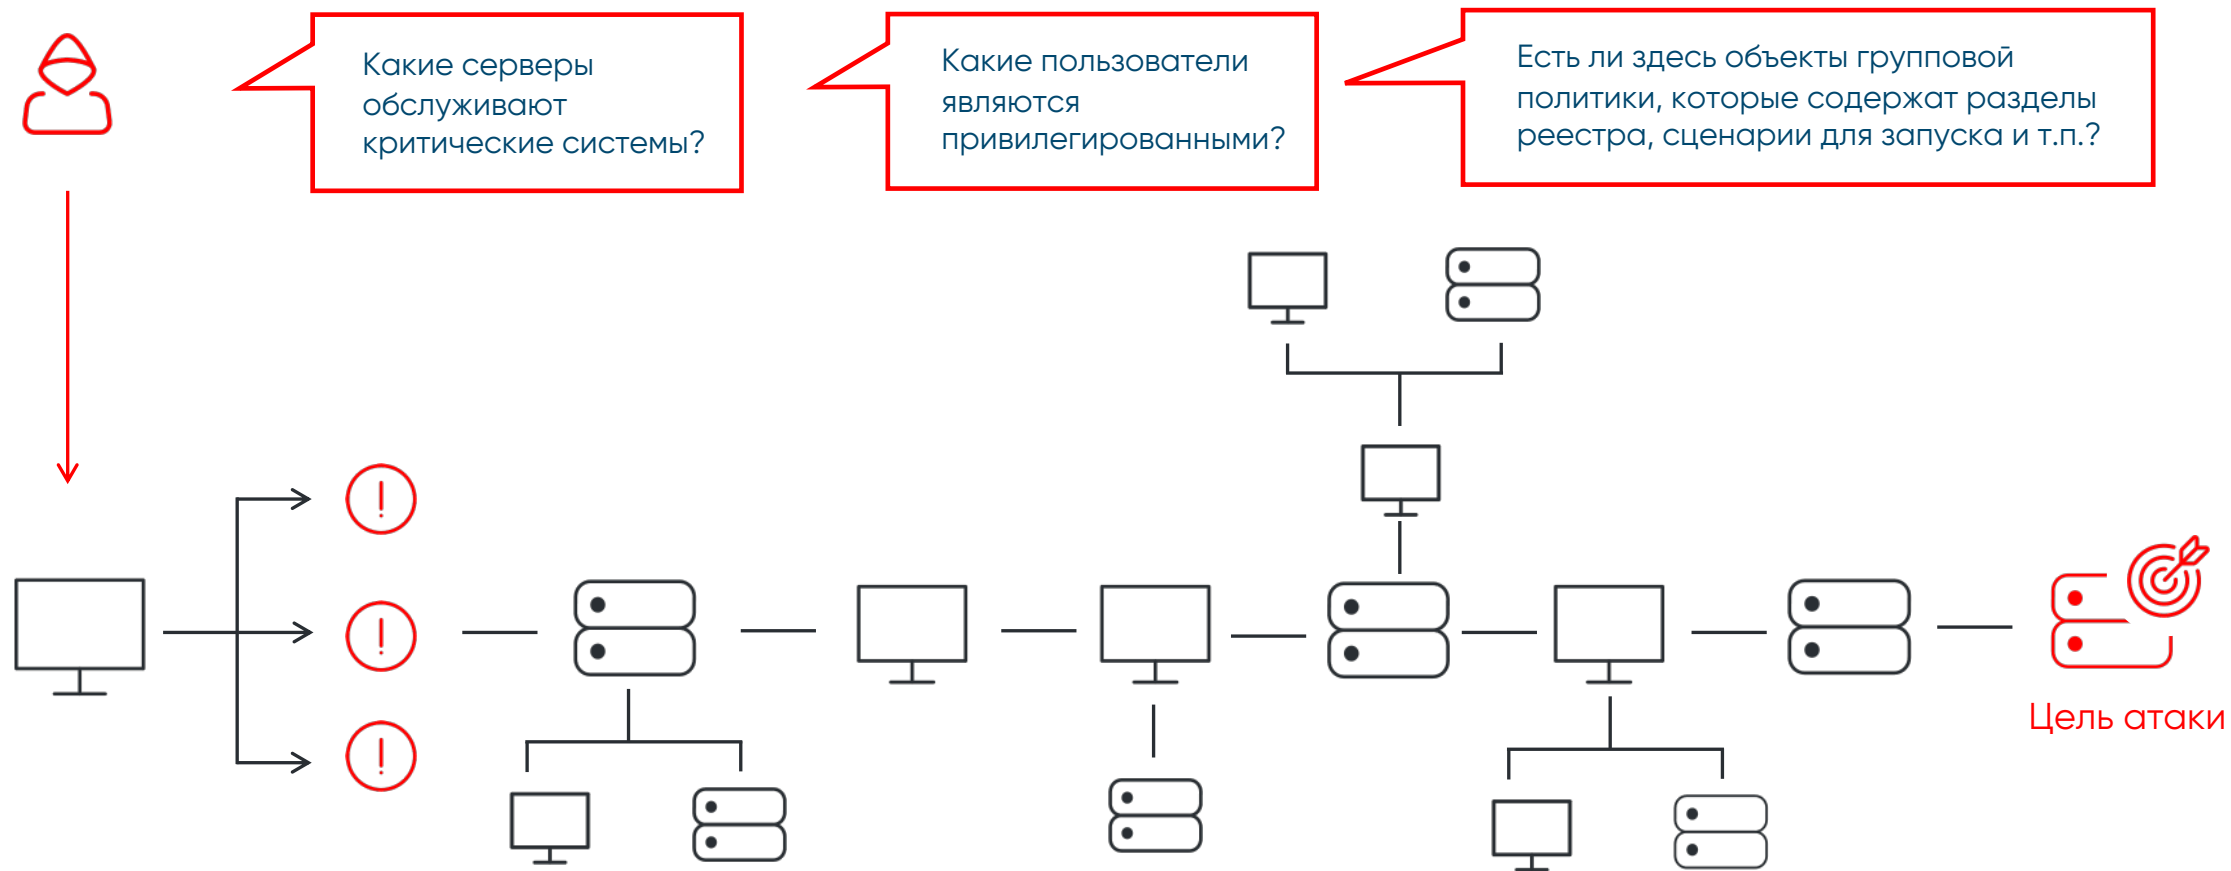 Какие серверы
обслуживают
критические системы?
Какие пользователи
являются
привилегированными?
Есть ли здесь объекты групповой
политики, которые содержат разделы
реестра, сценарии для запуска и т.п.?
Цель атаки